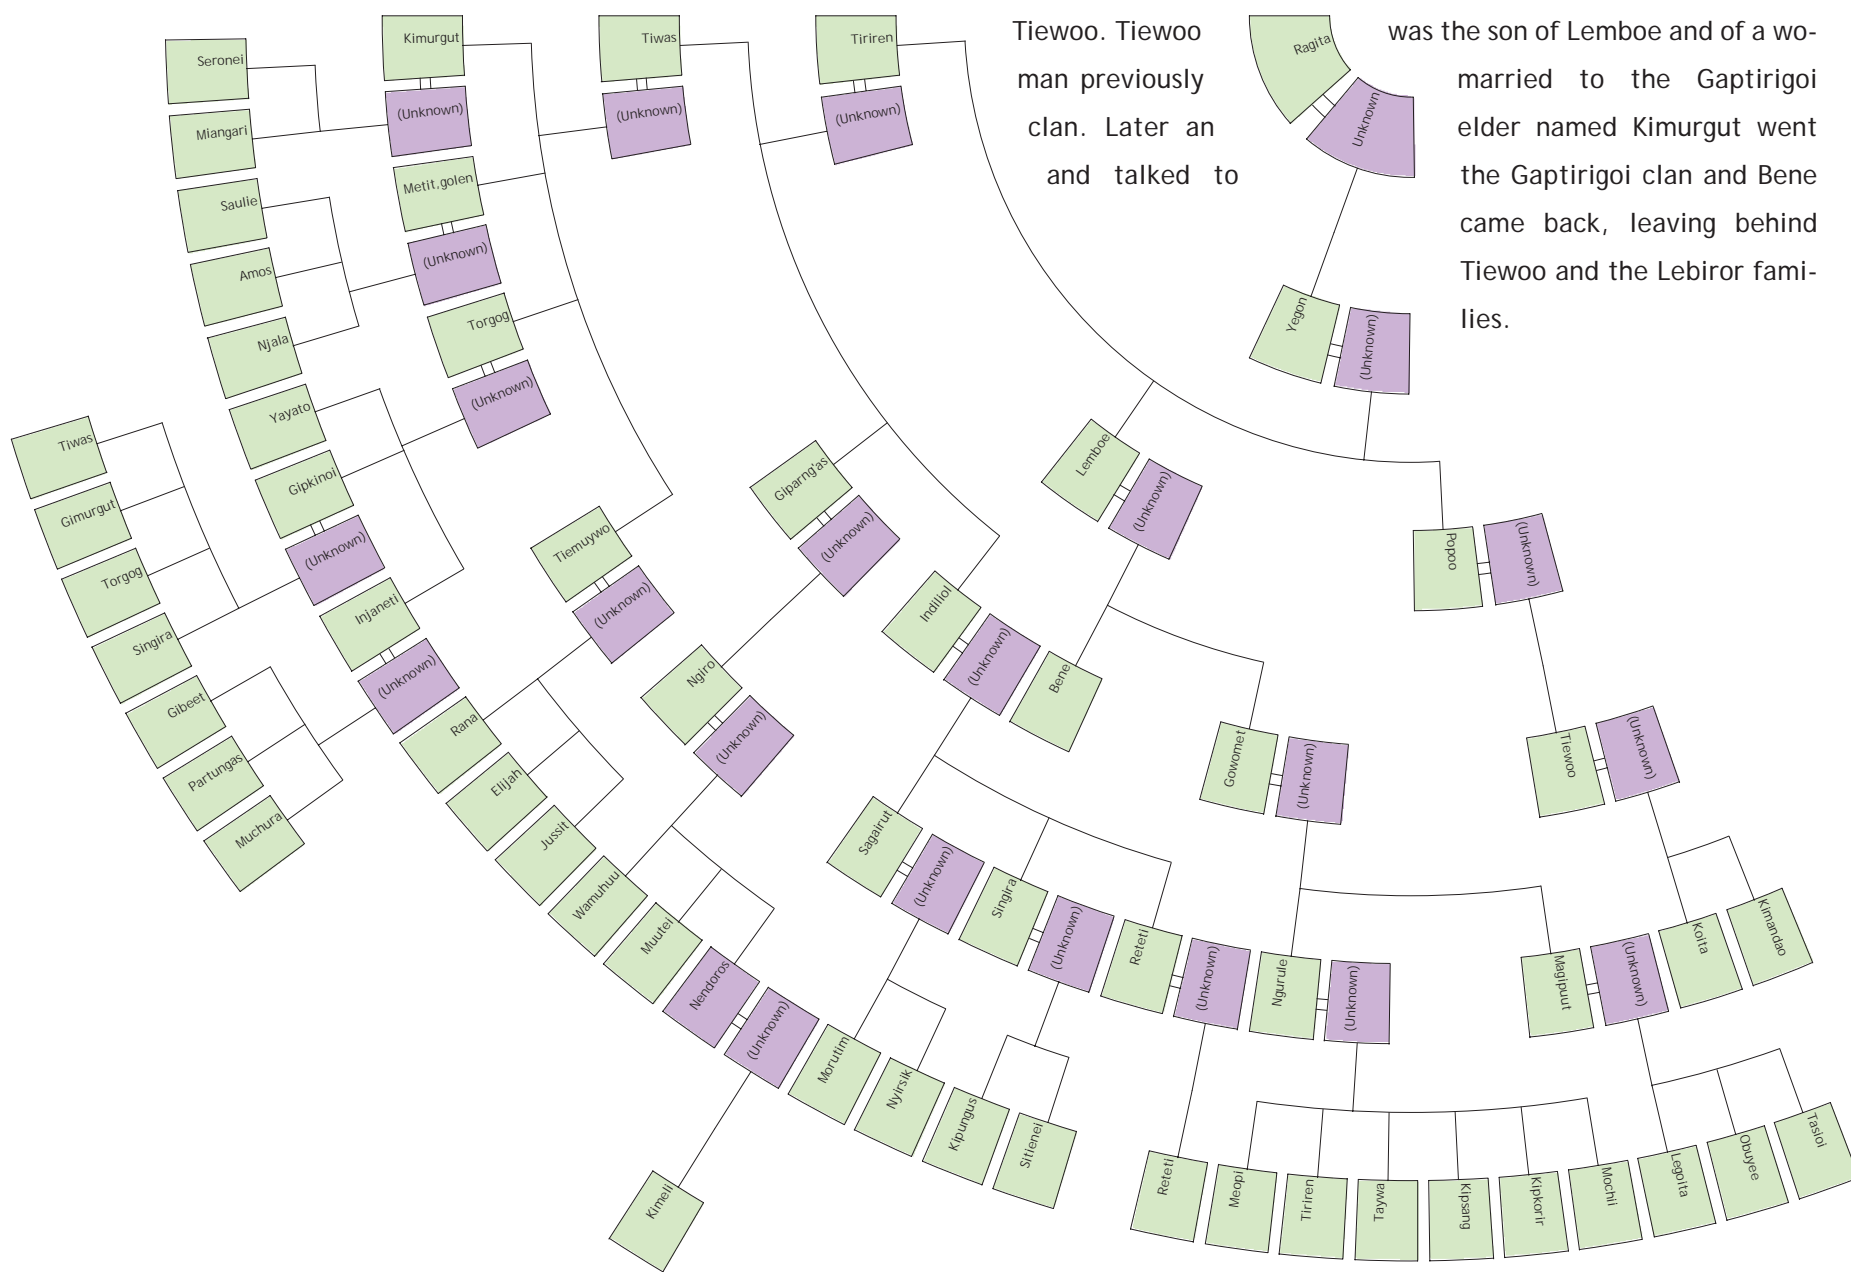 Tiewoo. Tiewoo was the son of Lemboe and of a wo-
man previously married to the Gaptirigoi
clan. Later an elder named Kimurgut went
and talked to the Gaptirigoi clan and Bene
came back, leaving behind
Tiewoo and the Lebiror fami-
lies.
Ragita
Unknown
Yegon
(Unknown)
Seronei
Miangari
Saulie
Amos
Njala
Yayato
Gipkinoi
(Unknown)
Injaneti
(Unknown)
Kimurgut
(Unknown)
Metit,golen
(Unknown)
Torgog
(Unknown)
Tiwas
(Unknown)
Tiriren
(Unknown)
Tiwas
Gimurgut
Torgog
Singira
Gibeet
Partungas
Muchura
Tiemuywo
(Unknown)
Rana
Elijah
Jussit
Giparng'as
(Unknown)
Ngiro
(Unknown)
Wamuhuu
Muutei
Nendoros
(Unknown)
Kimeli
Indillol
(Unknown)
Sagairut
(Unknown)
Singira
(Unknown)
Reteti
(Unknown)
Morutim
Nyirsik
Kipungus
Sitienei
Reteti
Lemboe
(Unknown)
Bene
Gowomet
(Unknown)
Ngurule
(Unknown)
Magipuut
(Unknown)
Meopi
Tiriren
Taywa
Kipsang
Kipkorir
Mochii
Legoita
Obuyee
Tasioi
Popoo
(Unknown)
Tiewoo
(Unknown)
Koita
Kimandao